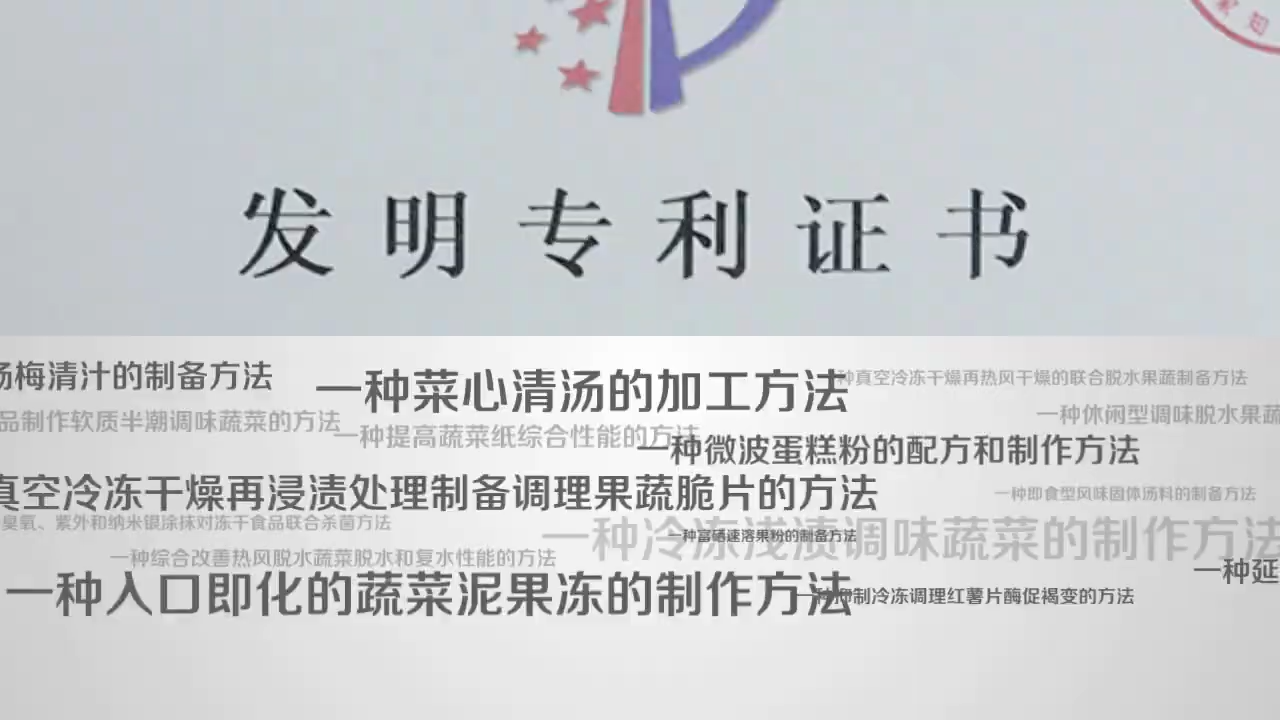 家知
发明专利证书
杨梅清汁的制备方法
一种菜心清汤的加工方法
一种真空冷冻干燥再热风干燥的联合脱水果蔬制备方法
品制作软质半潮调味蔬菜的方法
一种提高蔬菜纸综合性能的方法
一种休闲型调味脱水果蔬
一种微波蛋糕粉的配方和制作方法
真空冷冻干燥再浸渍处理制备调理果蔬脆片的方法
一种即食型风味固体汤料的制备方法
臭氧、紫外和纳米银涂抹对冻干食品联合杀菌方法
一种富硒速溶果粉的制备方法
一种冷冻浅渍调味蔬菜的制作方法
一种综合改善热风脱水蔬菜脱水和复水性能的方法
一种延
一种入口即化的蔬菜泥果冻的制作方法
一种抑制冷冻调理红薯片酶促褐变的方法